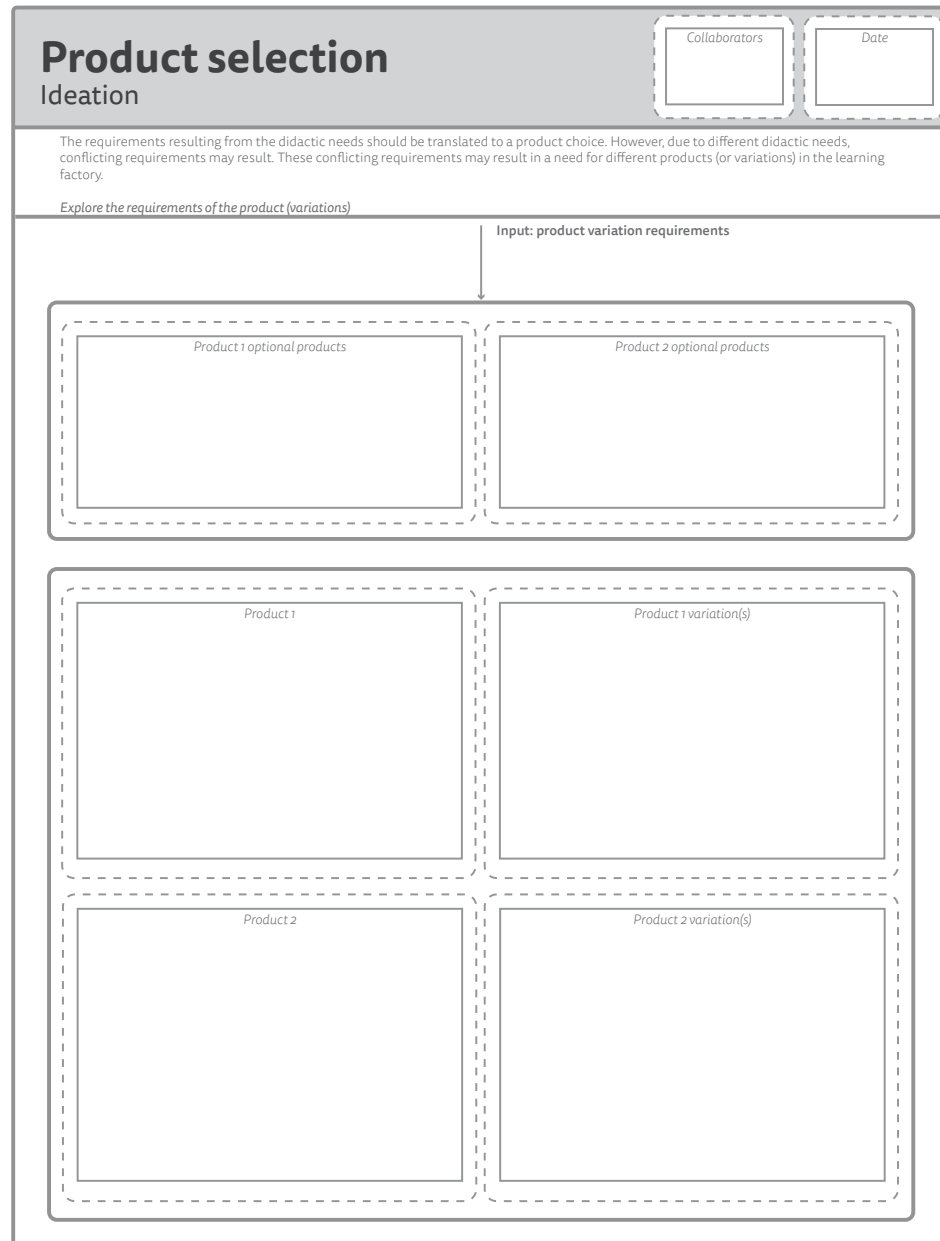 Product selection
Ideation
Collaborators
Date
The requirements resulting from the didactic needs should be translated to a product choice. However, due to different didactic needs,
conflicting requirements may result. These conflicting requirements may result in a need for different products (or variations) in the learning
factory.
Explore the requirements of the product (variations)
Input: product variation requirements
Product 1 optional products
Product 2 optional products
Product 1
Product 1 variation(s)
Product 2
Product 2 variation(s)